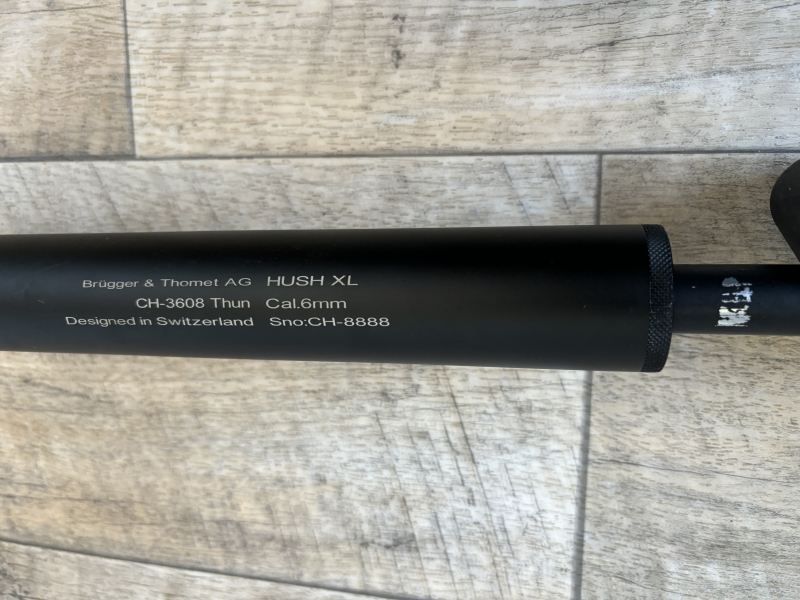 Brügger & Thomet AG HUSH XL
CH-3608 Thun Cal.6mm
Designed in Switzerland Sno:CH-8888